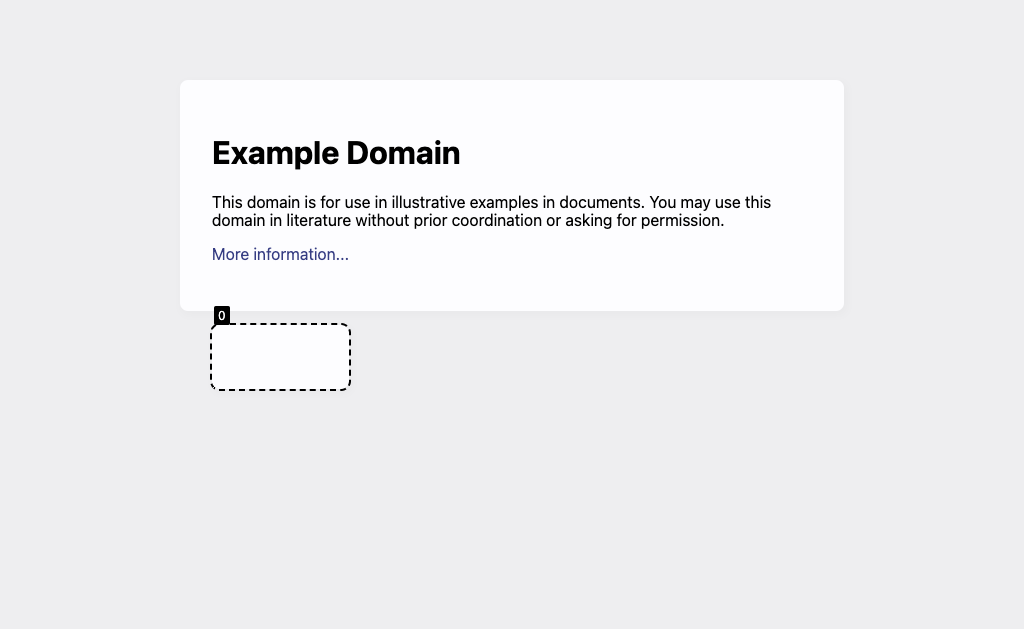 Example Domain
This domain is for use in illustrative examples in documents. You may use this
domain in literature without prior coordination or asking for permission.
More information...
0